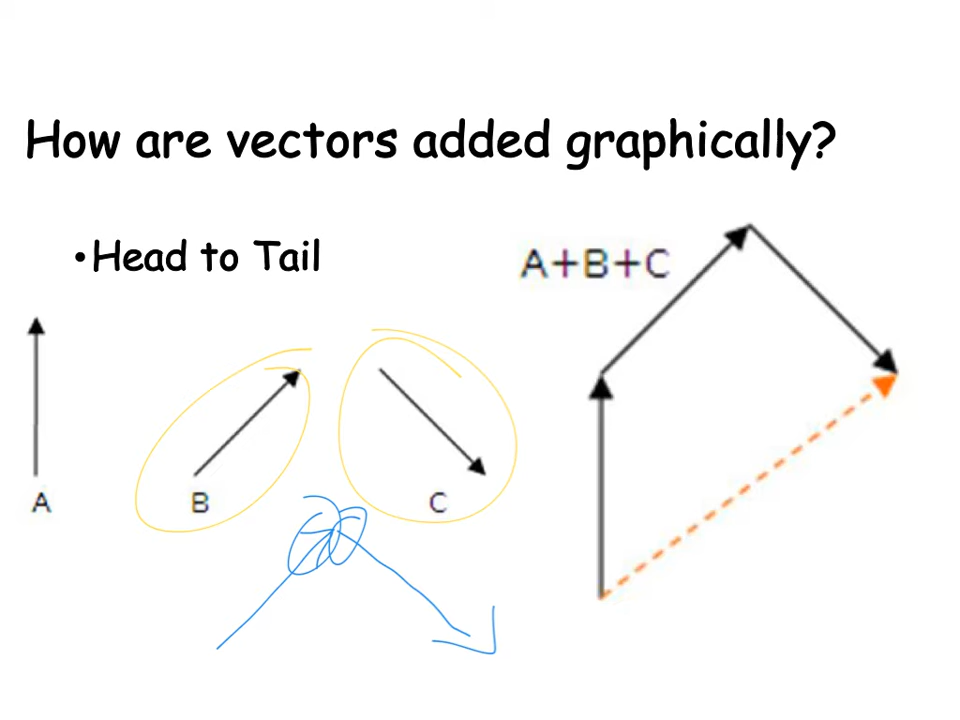 How are vectors added graphically?
•Head to Tail
A+B+C
A
B
C